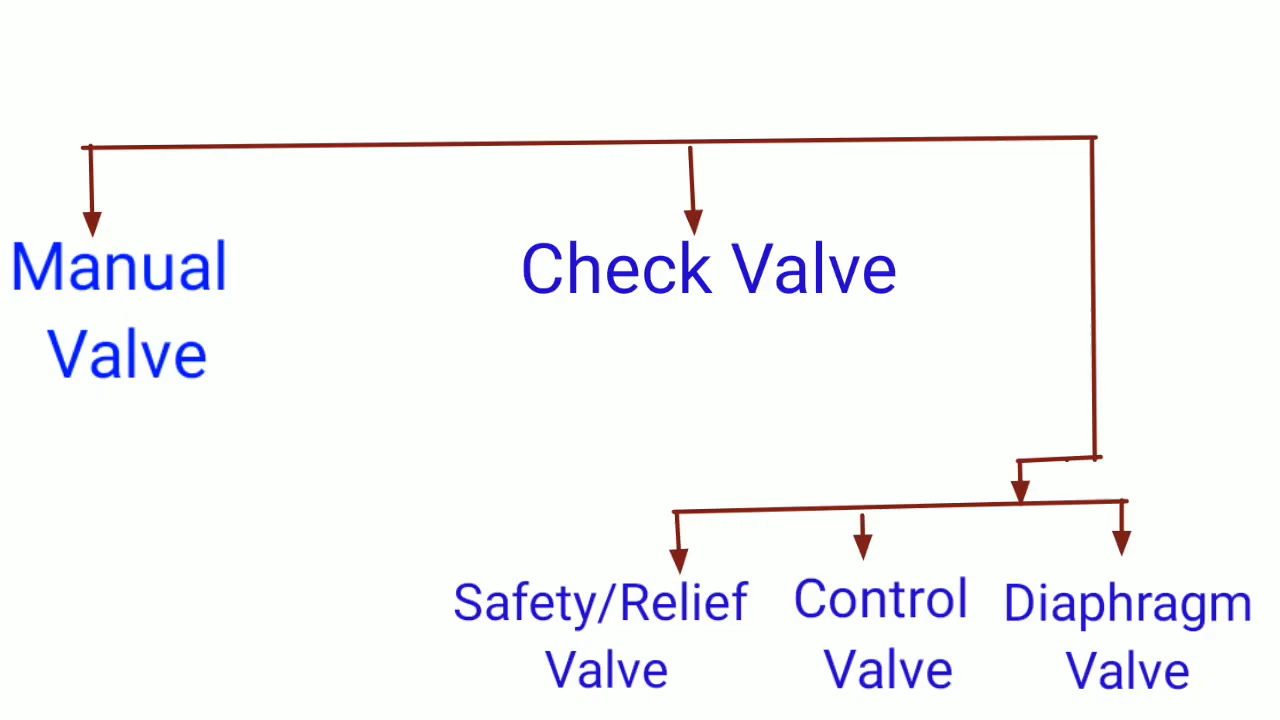 Manual
Valve
Check Valve
Safety/Relief
Valve
Control
Valve
Diaphragm
Valve